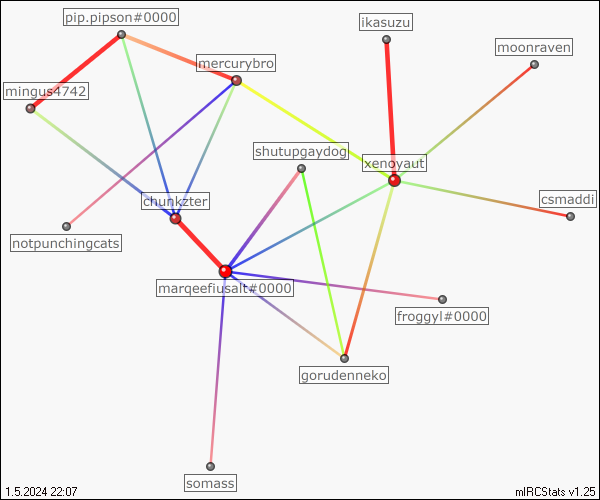 pip.pipson#0000
ikasuzu
moonraven
mercurybro
mingus4742
shutupgaydog
xenoyaut
chunkzter
csmaddi
notpunchingcats
marqeefiusalt#0000
froggyl#0000
gorudenneko
somass
1.5.2024 22:07
mIRCStats v1.25